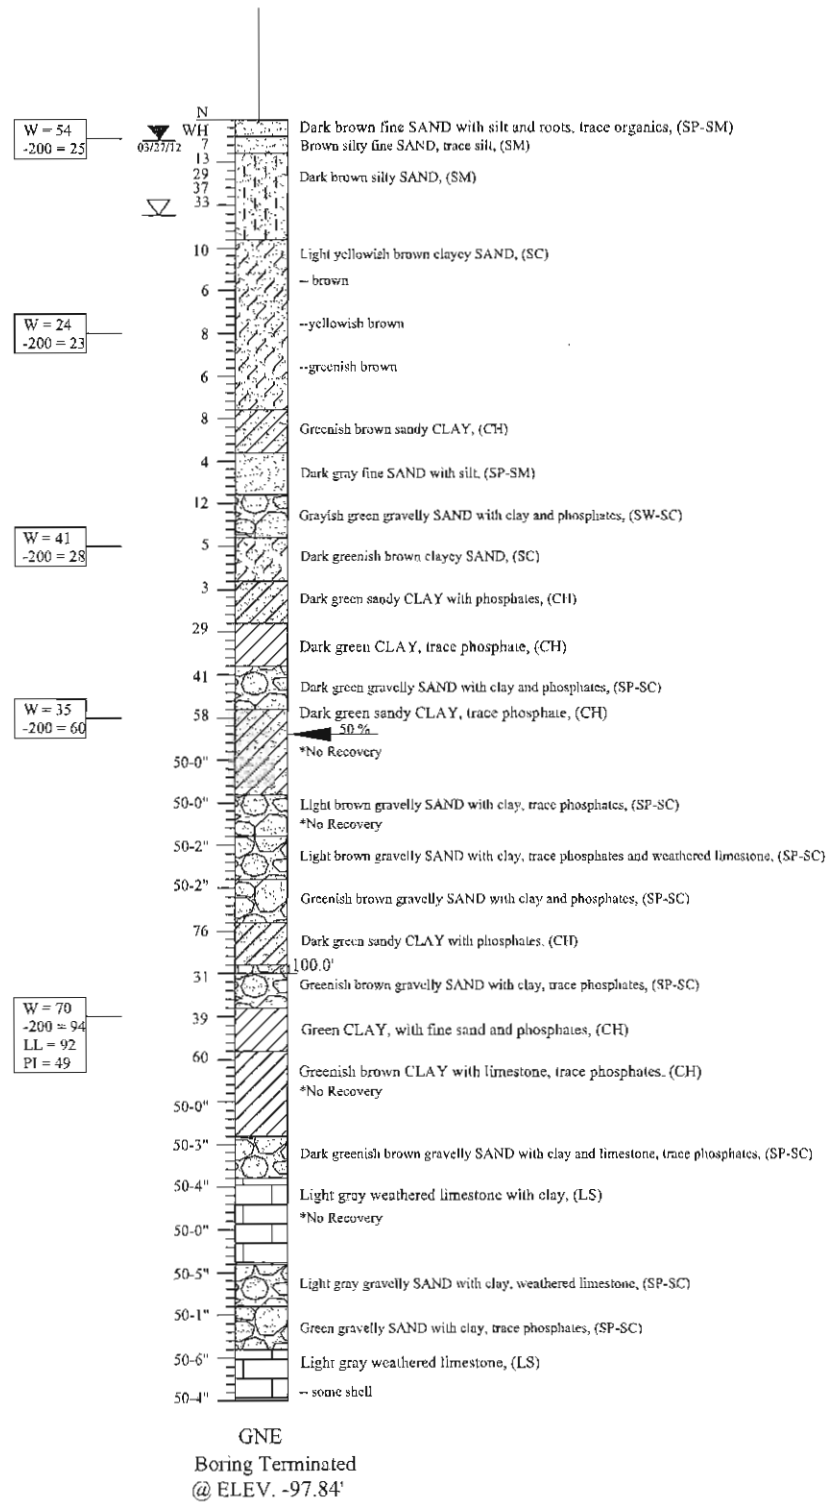 N
W = 54
-200 = 25
WH
Dark brown fine SAND with silt and roots, trace organics, (SP-SM)
03/27/12
7
Brown silty fine SAND, trace silt, (SM)
13
29
Dark brown silty SAND, (SM)
37
33
10
Light yellowish brown clayey SAND, (SC)
-- brown
6
W = 24
-200 = 23
8
--yellowish brown
--greenish brown
6
8
Greenish brown sandy CLAY, (CH)
4
Dark gray fine SAND with silt, (SP-SM)
12
Grayish green gravelly SAND with clay and phosphates, (SW-SC)
W = 41
-200 = 28
5
Dark greenish brown clayey SAND, (SC)
3
Dark green sandy CLAY with phosphates, (CH)
29
Dark green CLAY, trace phosphate, (CH)
41
Dark green gravelly SAND with clay and phosphates, (SP-SC)
W = 35
-200 = 60
58
Dark green sandy CLAY, trace phosphate, (CH)
50 %
*No Recovery
50-0"
50-0"
Light brown gravelly SAND with clay, trace phosphates, (SP-SC)
*No Recovery
50-2"
Light brown gravelly SAND with clay, trace phosphates and weathered limestone, (SP-SC)
50-2"
Greenish brown gravelly SAND with clay and phosphates, (SP-SC)
76
Dark green sandy CLAY with phosphates, (CH)
100.0'
31
Greenish brown gravelly SAND with clay, trace phosphates, (SP-SC)
W = 70
-200 = 94
LL = 92
PI = 49
39
Green CLAY, with fine sand and phosphates, (CH)
60
Greenish brown CLAY with limestone, trace phosphates. (CH)
*No Recovery
50-0"
50-3"
Dark greenish brown gravelly SAND with clay and limestone, trace phosphates, (SP-SC)
50-4"
Light gray weathered limestone with clay, (LS)
*No Recovery
50-0"
50-5"
Light gray gravelly SAND with clay, weathered limestone, (SP-SC)
50-1"
Green gravelly SAND with clay, trace phosphates, (SP-SC)
50-6"
Light gray weathered limestone, (LS)
50-4"
-- some shell
GNE
Boring Terminated
@ ELEV. -97.84'